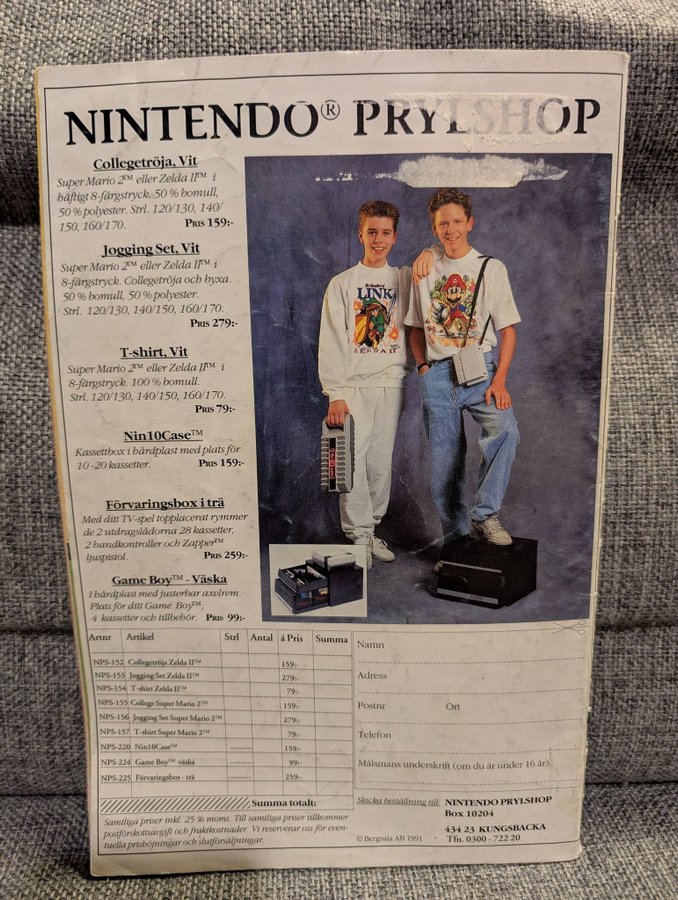 NINTENDO® PRYLSHOP
Collegetröja, Vit
Super Mario 2™ eller Zelda II™ i
häftigt 8-färgstryck. 50 % bomull,
50 % polyester. Strl. 120/130, 140/
150, 160/170. PRIS 159:-
Jogging Set, Vit
Super Mario 2™ eller Zelda II™ i
8-färgstryck. Collegetröja och byxa.
50 % bomull, 50 % polyester.
Strl. 120/130, 140/150, 160/170.
PRIS 279:-
T-shirt, Vit
Super Mario 2™ eller Zelda II™ i
8-färgstryck. 100 % bomull.
Strl. 120/130, 140/150, 160/170.
PRIS 79:-
Nin10Case™
Kassettbox i hårdplast med plats för
10-20 kassetter. PRIS 159:-
Förvaringsbox i trä
Med ditt TV-spel topplacerat rymmer
de 2 utdragslådorna 28 kassetter,
2 handkontroller och Zapper™
ljuspistol. PRIS 259:-
Game Boy™ - Väska
I hårdplast med justerbar axelrem.
Plats för ditt Game Boy™,
4 kassetter och tillbehör. PRIS 99:-
LINK
Artnr Artikel Strl Antal á Pris Summa
NPS-152 Collegetröja Zelda II™ 159:-
NPS-153 Jogging Set Zelda II™ 279:-
NPS-154 T-shirt Zelda II™ 79:-
NPS-155 College Super Mario 2™ 159:-
NPS-156 Jogging Set Super Mario 2™ 279:-
NPS-157 T-shirt Super Mario 2™ 79:-
NPS-220 Nin10Case™ 159:-
NPS-224 Game Boy™ väska 99:-
NPS-225 Förvaringsbox - trä 259:-
Summa totalt:
Samtliga priser inkl 25 % moms. Till samtliga priser tillkommer
postförskottsavgift och fraktkostnader. Vi reserverar oss för even-
tuella prishöjningar och slutförsäljningar.
Namn
Adress
Postnr Ort
Telefon
Målsmans underskrift (om du är under 16 år)
Skicka beställning till: NINTENDO PRYLSHOP
Box 10204
434 23 KUNGSBACKA
Tfn. 0300 - 722 20
© Bergsala AB 1991